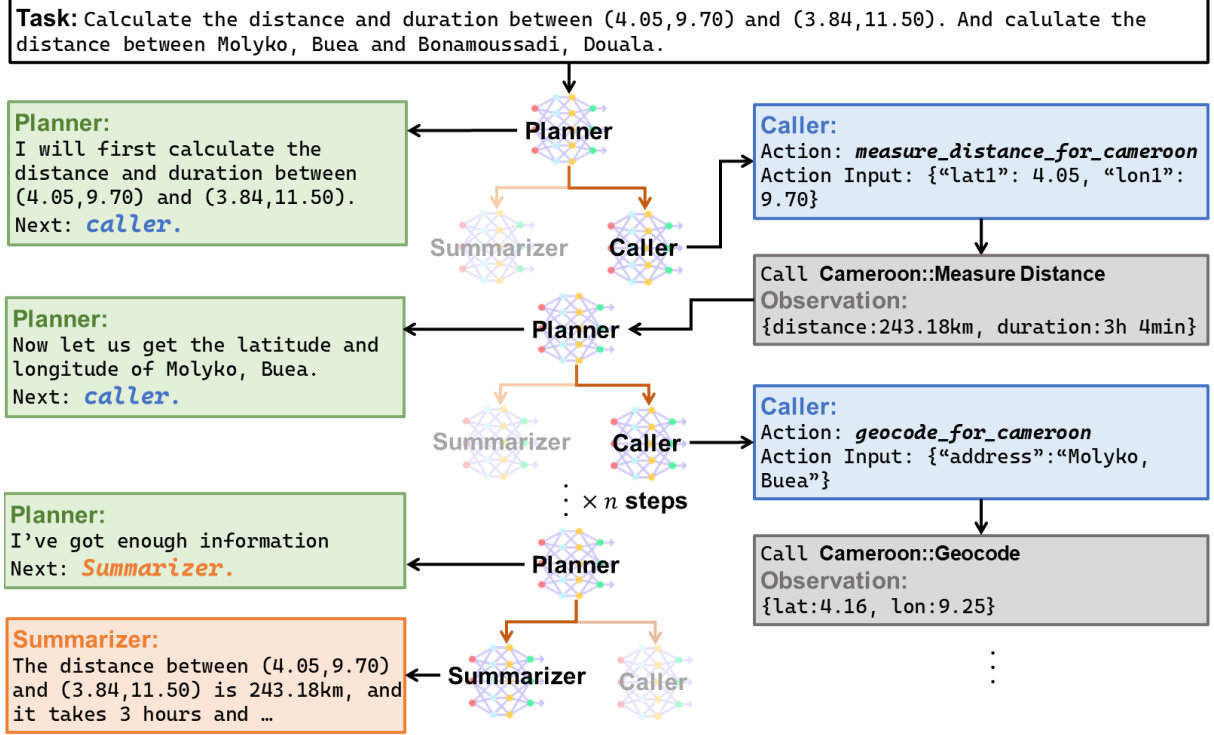 Task: Calculate the distance and duration between (4.05,9.70) and (3.84,11.50). And calulate the
distance between Molyko, Buea and Bonamoussadi, Douala.
Planner
Planner:
I will first calculate the
distance and duration between
(4.05,9.70) and (3.84,11.50).
Next: caller.
Summarizer
Caller
Caller:
Action: measure_distance_for_cameroon
Action Input: {“lat1”: 4.05, “lon1”:
9.70}
Call Cameroon::Measure Distance
Observation:
{distance:243.18km, duration:3h 4min}
Planner
Planner:
Now let us get the latitude and
longitude of Molyko, Buea.
Next: caller.
Summarizer
Caller
Caller:
Action: geocode_for_cameroon
Action Input: {“address”:“Molyko,
Buea”}
Call Cameroon::Geocode
Observation:
{lat:4.16, lon:9.25}
⋮
⋮ × n steps
Planner
Planner:
I’ve got enough information
Next: Summarizer.
Summarizer
Caller
Summarizer:
The distance between (4.05,9.70)
and (3.84,11.50) is 243.18km, and
it takes 3 hours and …